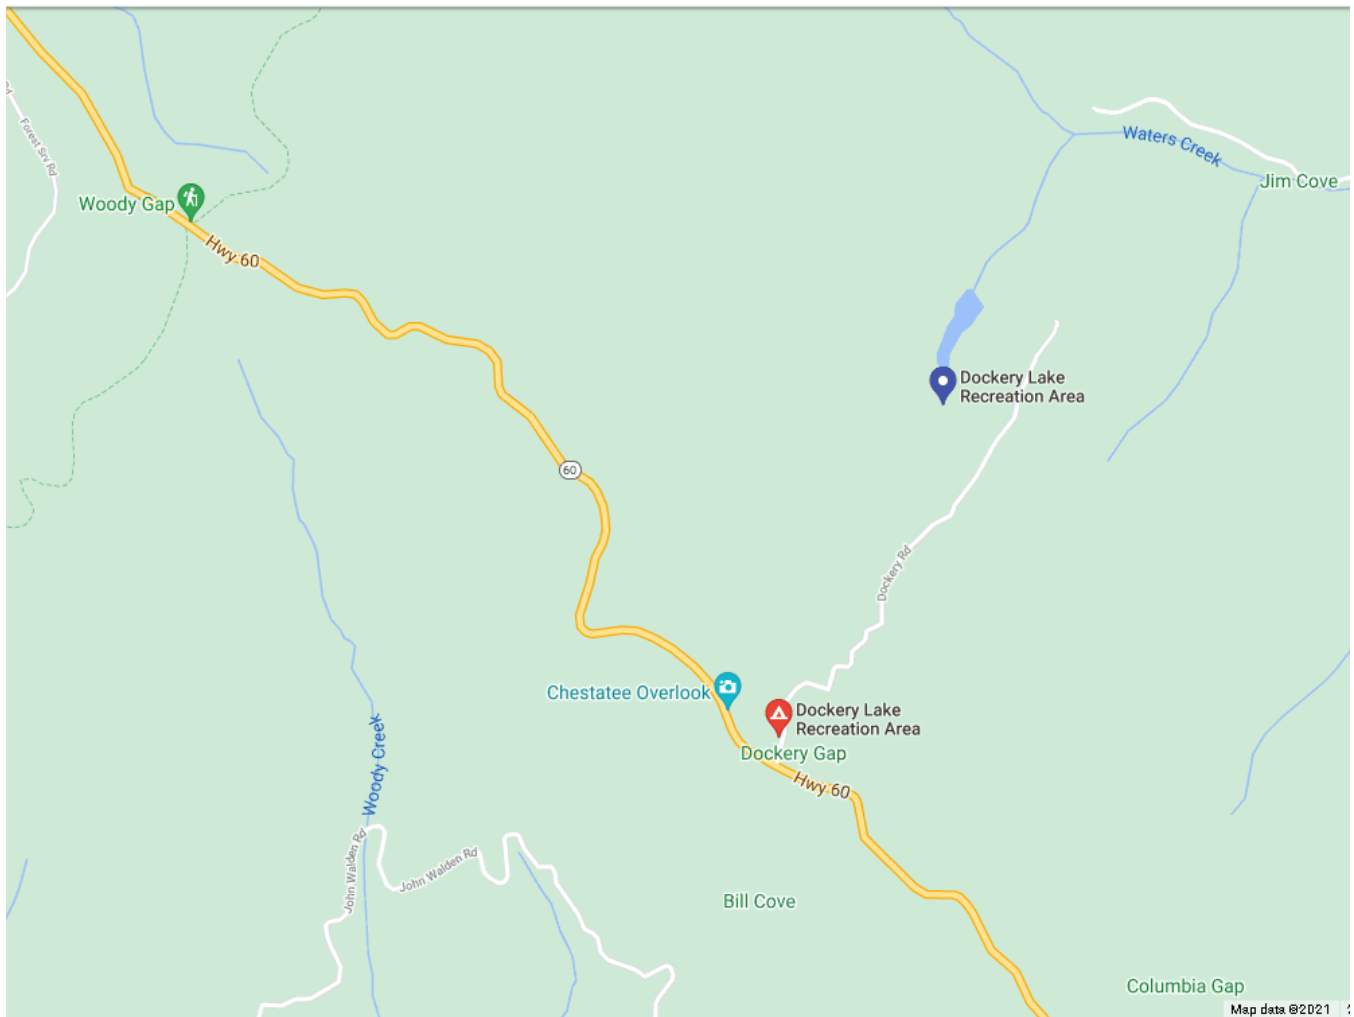 Waters Creek
Rd
Forest Srv Rd
Jim Cove
Woody Gap
Hwy 60
Dockery Lake
Recreation Area
60
Dockery Rd
Chestatee Overlook
Dockery Lake
Recreation Area
Dockery Gap
Woody Creek
Hwy 60
John Walden Rd
John Walden Rd
Bill Cove
Columbia Gap
Map data ©2021